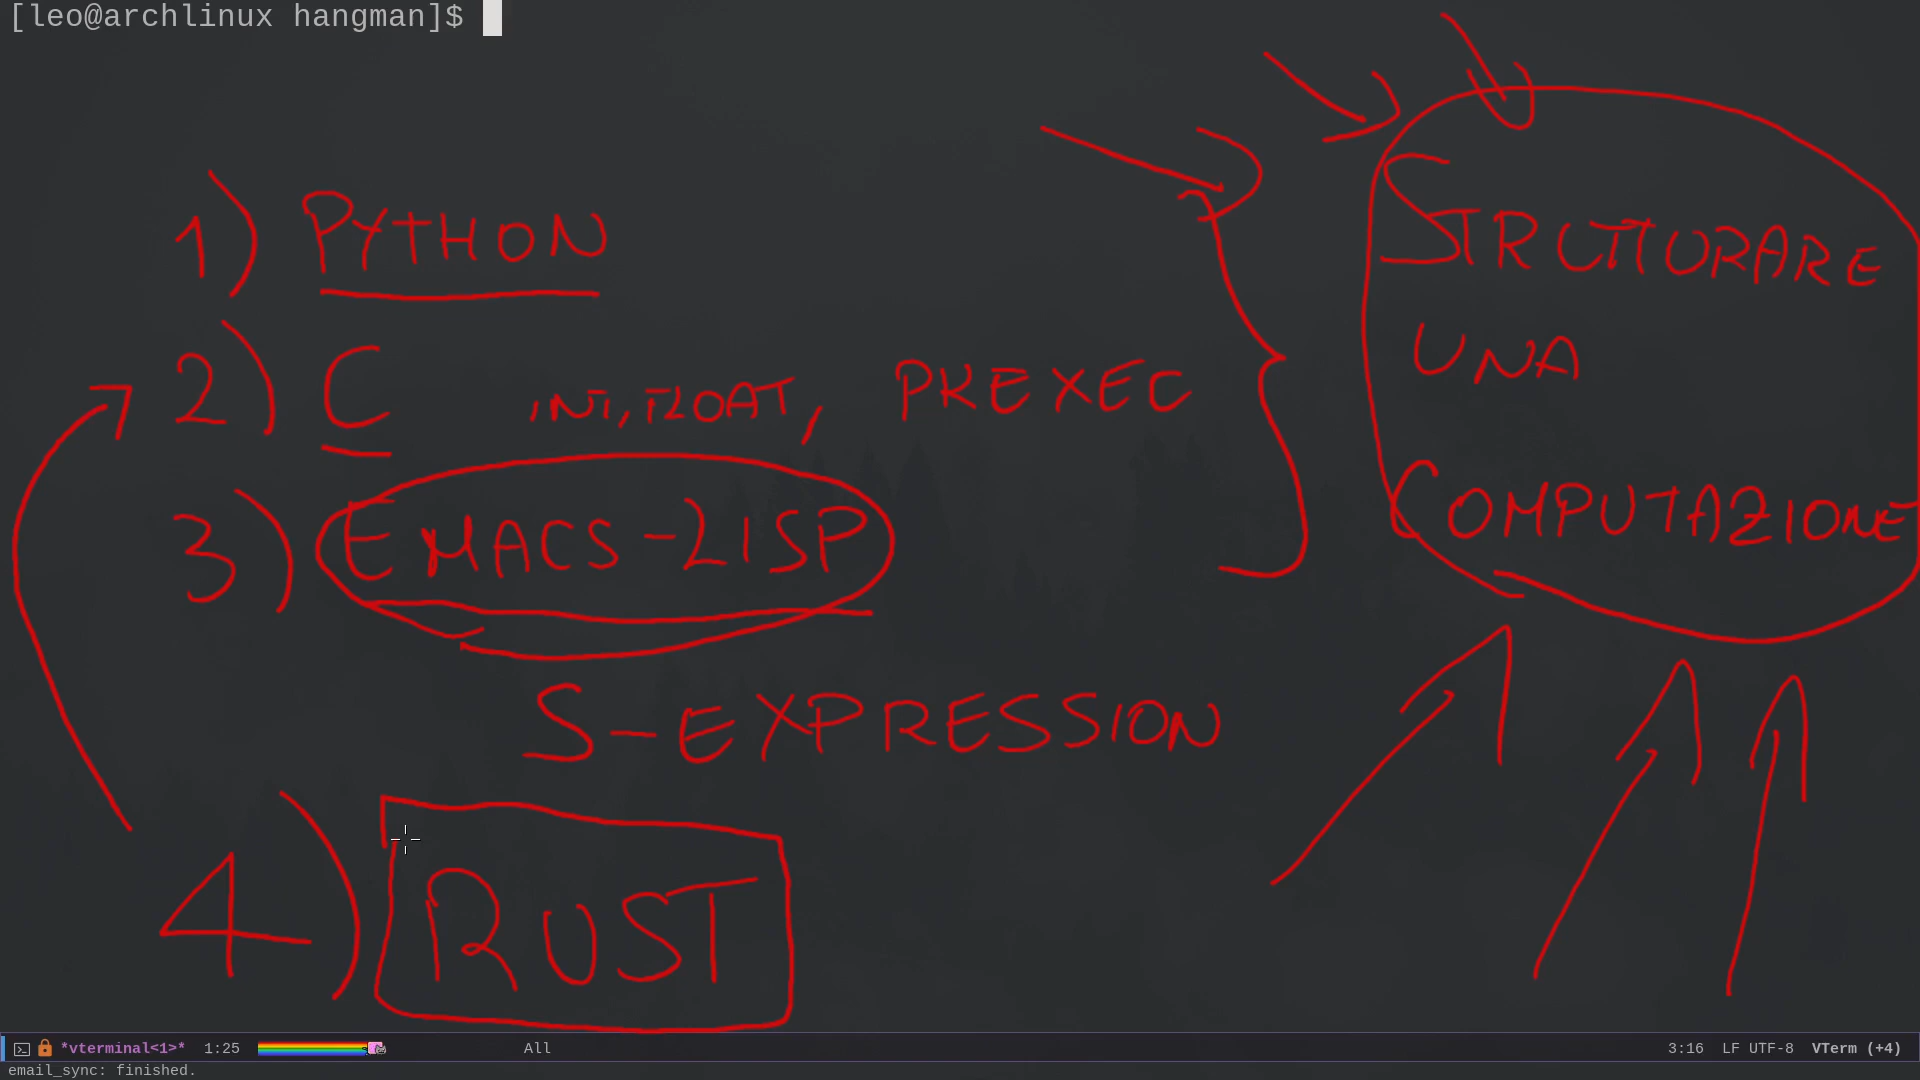 [leo@archlinux hangman]$
1) PYTHON
2) C INT, FLOAT, PKEXEC
3) EMACS-LISP
S-EXPRESSION
4) RUST
STRUTTURARE
UNA
COMPUTAZIONE
*vterminal<1>* 1:25 All 3:16 LF UTF-8 VTerm (+4)
email_sync: finished.